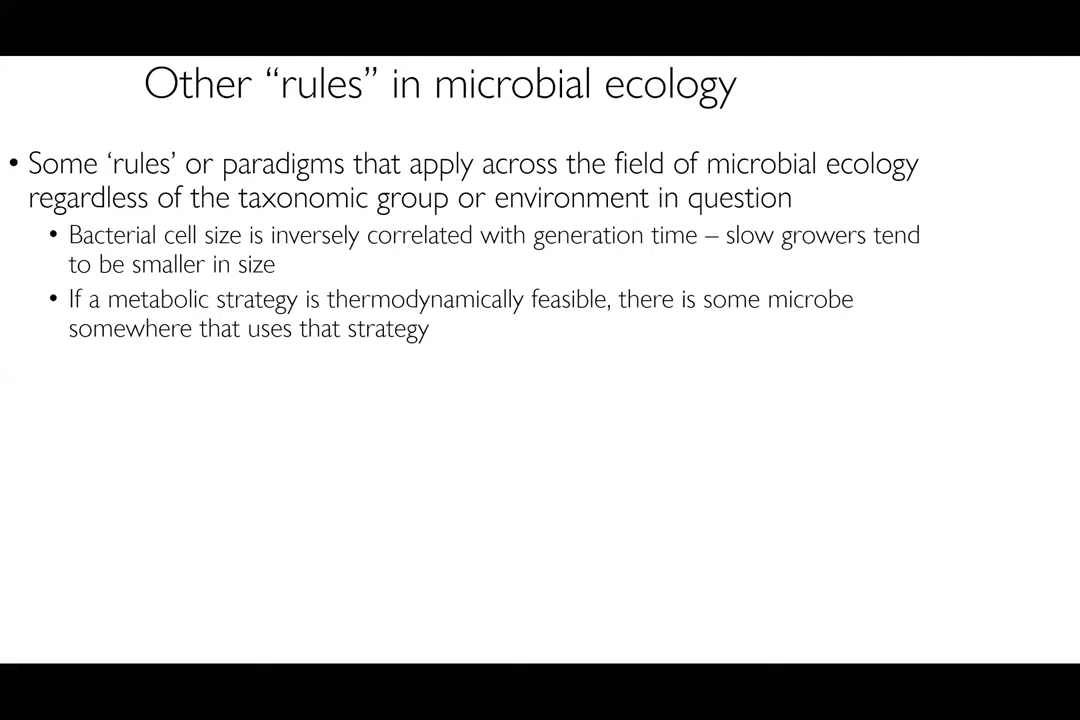 Other “rules” in microbial ecology
• Some ‘rules’ or paradigms that apply across the field of microbial ecology
regardless of the taxonomic group or environment in question
• Bacterial cell size is inversely correlated with generation time – slow growers tend
to be smaller in size
• If a metabolic strategy is thermodynamically feasible, there is some microbe
somewhere that uses that strategy